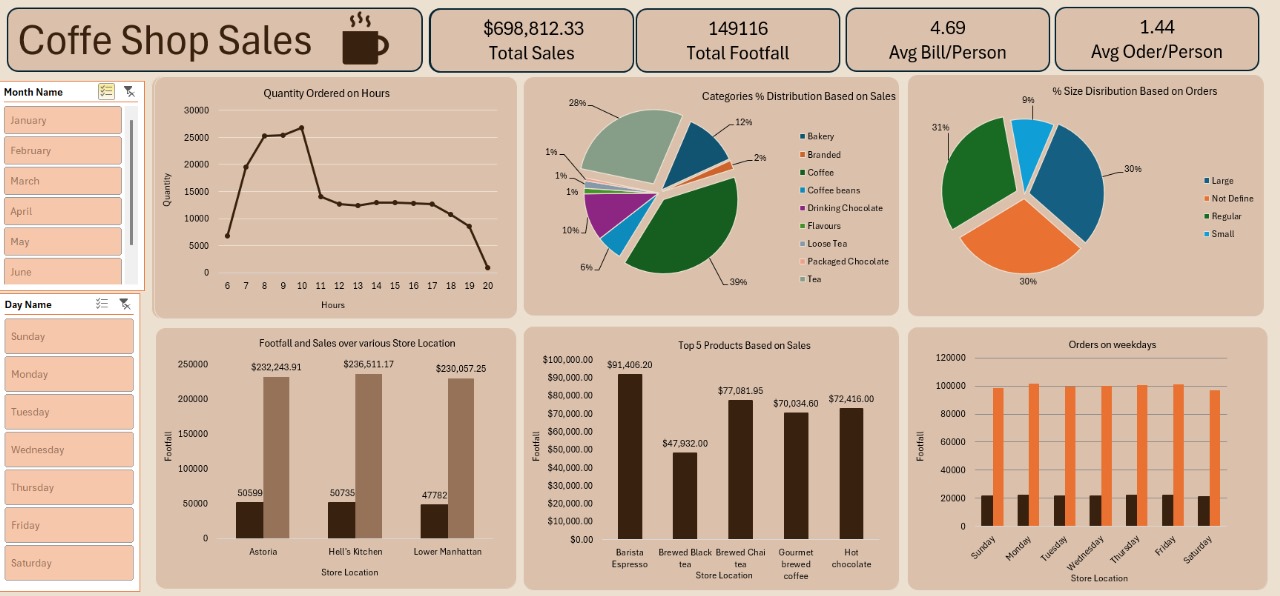 Coffe Shop Sales
$698,812.33
Total Sales
149116
Total Footfall
4.69
Avg Bill/Person
1.44
Avg Oder/Person
Month Name
January
February
March
April
May
June
Day Name
Sunday
Monday
Tuesday
Wednesday
Thursday
Friday
Saturday
Quantity Ordered on Hours
30000
25000
20000
15000
10000
5000
0
Quantity
6 7 8 9 10 11 12 13 14 15 16 17 18 19 20
Hours
Categories % Distribution Based on Sales
28%
12%
2%
1%
1%
1%
10%
6%
39%
Bakery
Branded
Coffee
Coffee beans
Drinking Chocolate
Flavours
Loose Tea
Packaged Chocolate
Tea
% Size Disribution Based on Orders
9%
31%
30%
30%
Large
Not Define
Regular
Small
Footfall and Sales over various Store Location
250000
200000
150000
100000
50000
0
Footfall
$232,243.91
$236,511.17
$230,057.25
50599
50735
47782
Astoria
Hell's Kitchen
Lower Manhattan
Store Location
Top 5 Products Based on Sales
$100,000.00
$90,000.00
$80,000.00
$70,000.00
$60,000.00
$50,000.00
$40,000.00
$30,000.00
$20,000.00
$10,000.00
$0.00
Footfall
$91,406.20
$47,932.00
$77,081.95
$70,034.60
$72,416.00
Barista
Espresso
Brewed Black
tea
Brewed Chai
tea
Gourmet
brewed
coffee
Hot
chocolate
Store Location
Orders on weekdays
120000
100000
80000
60000
40000
20000
0
Footfall
Sunday
Monday
Tuesday
Wednesday
Thursday
Friday
Saturday
Store Location